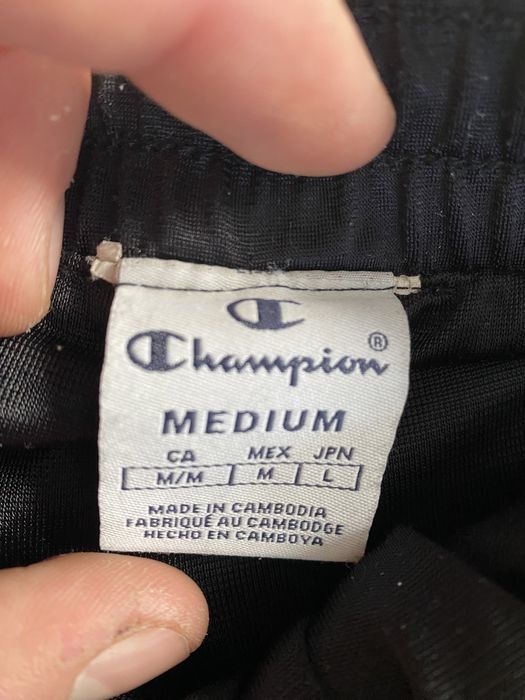 Champion®
MEDIUM
CA MEX JPN
M/M M L
MADE IN CAMBODIA
FABRIQUÉ AU CAMBODGE
HECHO EN CAMBOYA